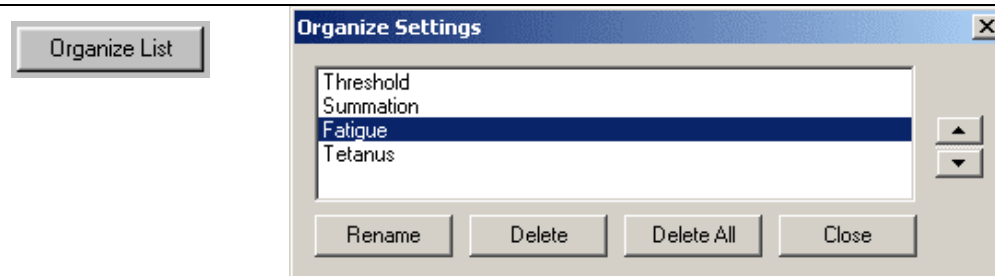 Organize List
Organize Settings
Threshold
Summation
Fatigue
Tetanus
Rename Delete Delete All Close